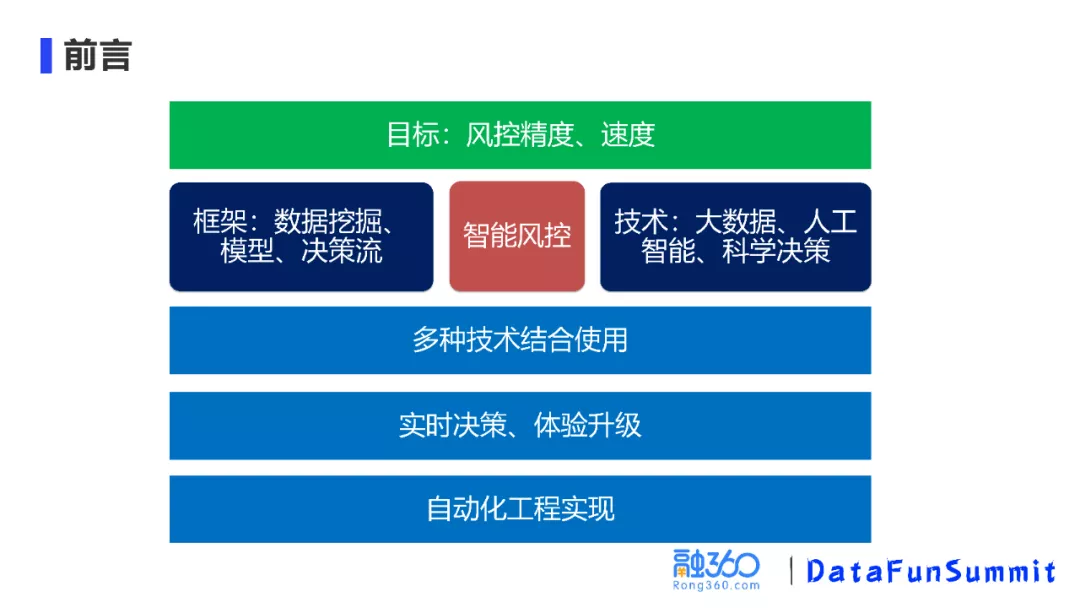 前言
目标：风控精度、速度
框架：数据挖掘、
模型、决策流
智能风控
技术：大数据、人工
智能、科学决策
多种技术结合使用
实时决策、体验升级
自动化工程实现
融360
Rong360.com
DataFunSummit